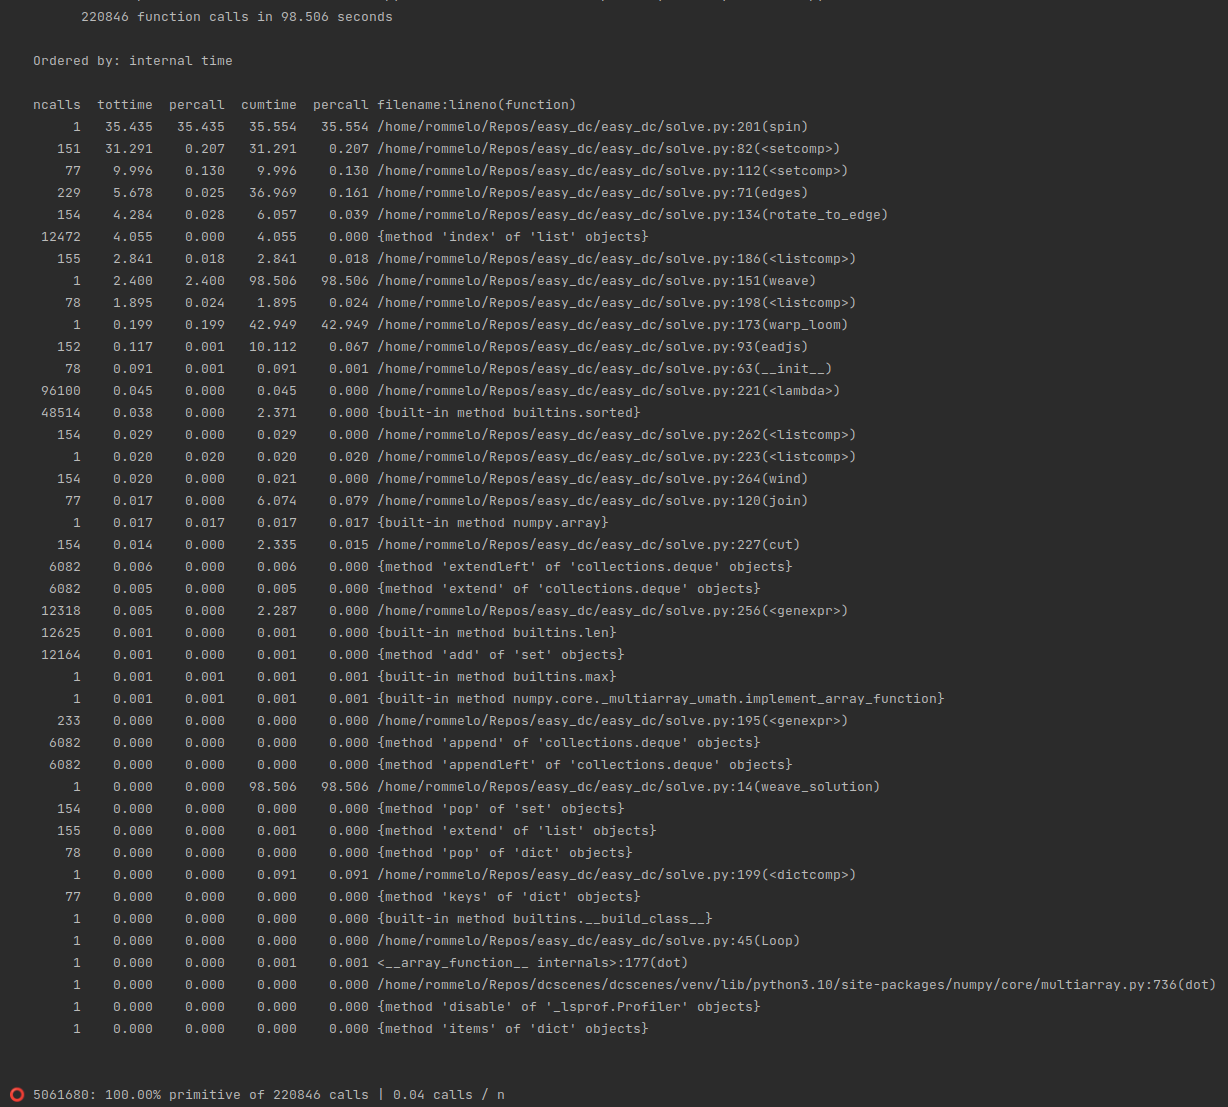 220846 function calls in 98.506 seconds
Ordered by: internal time
ncalls tottime percall cumtime percall filename:lineno(function)
1 35.435 35.435 35.554 35.554 /home/rommelo/Repos/easy_dc/easy_dc/solve.py:201(spin)
151 31.291 0.207 31.291 0.207 /home/rommelo/Repos/easy_dc/easy_dc/solve.py:82(<setcomp>)
77 9.996 0.130 9.996 0.130 /home/rommelo/Repos/easy_dc/easy_dc/solve.py:112(<setcomp>)
229 5.678 0.025 36.969 0.161 /home/rommelo/Repos/easy_dc/easy_dc/solve.py:71(edges)
154 4.284 0.028 6.057 0.039 /home/rommelo/Repos/easy_dc/easy_dc/solve.py:134(rotate_to_edge)
12472 4.055 0.000 4.055 0.000 {method 'index' of 'list' objects}
155 2.841 0.018 2.841 0.018 /home/rommelo/Repos/easy_dc/easy_dc/solve.py:186(<listcomp>)
1 2.400 2.400 98.506 98.506 /home/rommelo/Repos/easy_dc/easy_dc/solve.py:151(weave)
78 1.895 0.024 1.895 0.024 /home/rommelo/Repos/easy_dc/easy_dc/solve.py:198(<listcomp>)
1 0.199 0.199 42.949 42.949 /home/rommelo/Repos/easy_dc/easy_dc/solve.py:173(warp_loom)
152 0.117 0.001 10.112 0.067 /home/rommelo/Repos/easy_dc/easy_dc/solve.py:93(eadjs)
78 0.091 0.001 0.091 0.001 /home/rommelo/Repos/easy_dc/easy_dc/solve.py:63(__init__)
96100 0.045 0.000 0.045 0.000 /home/rommelo/Repos/easy_dc/easy_dc/solve.py:221(<lambda>)
48514 0.038 0.000 2.371 0.000 {built-in method builtins.sorted}
154 0.029 0.000 0.029 0.000 /home/rommelo/Repos/easy_dc/easy_dc/solve.py:262(<listcomp>)
1 0.020 0.020 0.020 0.020 /home/rommelo/Repos/easy_dc/easy_dc/solve.py:223(<listcomp>)
154 0.020 0.000 0.021 0.000 /home/rommelo/Repos/easy_dc/easy_dc/solve.py:264(wind)
77 0.017 0.000 6.074 0.079 /home/rommelo/Repos/easy_dc/easy_dc/solve.py:120(join)
1 0.017 0.017 0.017 0.017 {built-in method numpy.array}
154 0.014 0.000 2.335 0.015 /home/rommelo/Repos/easy_dc/easy_dc/solve.py:227(cut)
6082 0.006 0.000 0.006 0.000 {method 'extendleft' of 'collections.deque' objects}
6082 0.005 0.000 0.005 0.000 {method 'extend' of 'collections.deque' objects}
12318 0.005 0.000 2.287 0.000 /home/rommelo/Repos/easy_dc/easy_dc/solve.py:256(<genexpr>)
12625 0.001 0.000 0.001 0.000 {built-in method builtins.len}
12164 0.001 0.000 0.001 0.000 {method 'add' of 'set' objects}
1 0.001 0.001 0.001 0.001 {built-in method builtins.max}
1 0.001 0.001 0.001 0.001 {built-in method numpy.core._multiarray_umath.implement_array_function}
233 0.000 0.000 0.000 0.000 /home/rommelo/Repos/easy_dc/easy_dc/solve.py:195(<genexpr>)
6082 0.000 0.000 0.000 0.000 {method 'append' of 'collections.deque' objects}
6082 0.000 0.000 0.000 0.000 {method 'appendleft' of 'collections.deque' objects}
1 0.000 0.000 98.506 98.506 /home/rommelo/Repos/easy_dc/easy_dc/solve.py:14(weave_solution)
154 0.000 0.000 0.000 0.000 {method 'pop' of 'set' objects}
155 0.000 0.000 0.001 0.000 {method 'extend' of 'list' objects}
78 0.000 0.000 0.000 0.000 {method 'pop' of 'dict' objects}
1 0.000 0.000 0.091 0.091 /home/rommelo/Repos/easy_dc/easy_dc/solve.py:199(<dictcomp>)
77 0.000 0.000 0.000 0.000 {method 'keys' of 'dict' objects}
1 0.000 0.000 0.000 0.000 {built-in method builtins.__build_class__}
1 0.000 0.000 0.000 0.000 /home/rommelo/Repos/easy_dc/easy_dc/solve.py:45(Loop)
1 0.000 0.000 0.001 0.001 <__array_function__ internals>:177(dot)
1 0.000 0.000 0.000 0.000 /home/rommelo/Repos/dcscenes/dcscenes/venv/lib/python3.10/site-packages/numpy/core/multiarray.py:736(dot)
1 0.000 0.000 0.000 0.000 {method 'disable' of '_lsprof.Profiler' objects}
1 0.000 0.000 0.000 0.000 {method 'items' of 'dict' objects}
⭕ 5061680: 100.00% primitive of 220846 calls | 0.04 calls / n